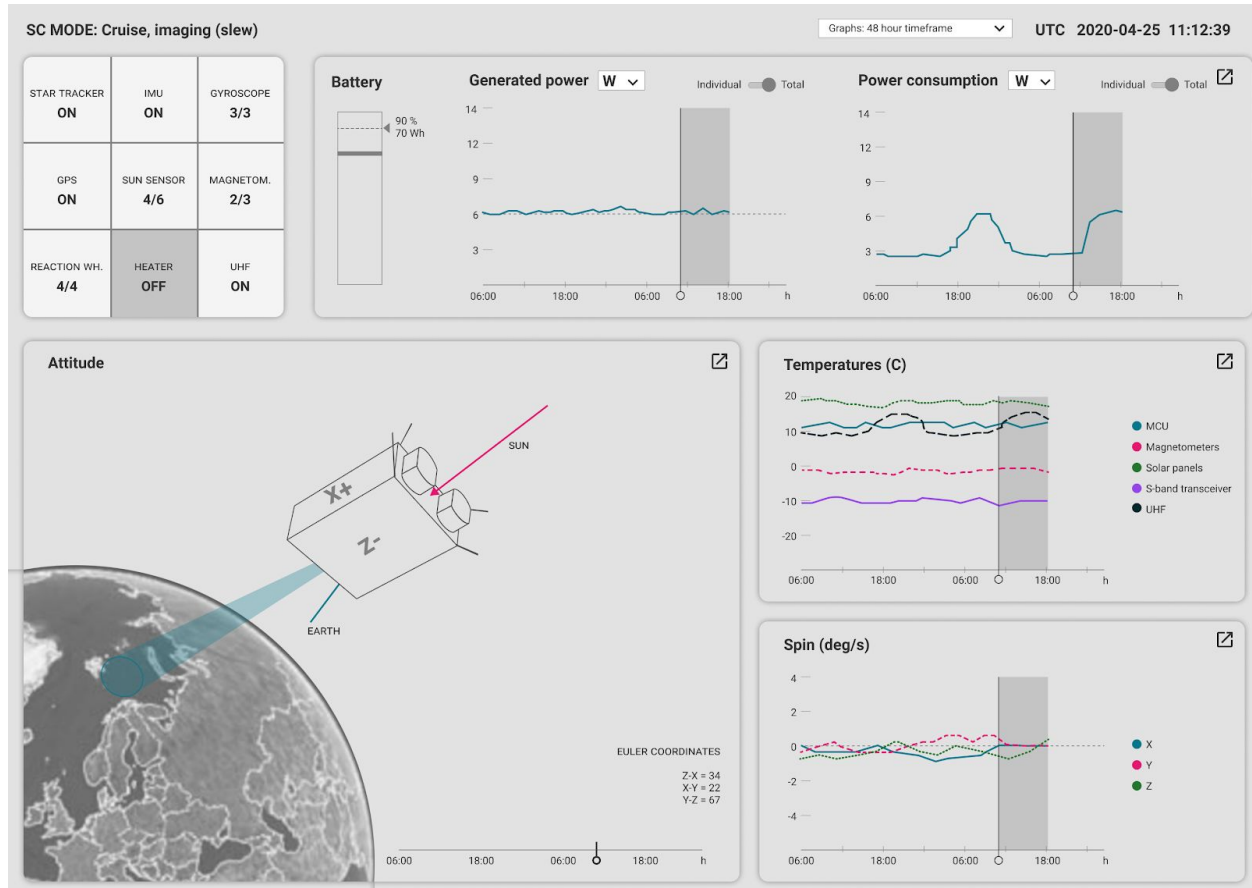 SC MODE: Cruise, imaging (slew)
Graphs: 48 hour timeframe
UTC 2020-04-25 11:12:39
STAR TRACKER
ON
IMU
ON
GYROSCOPE
3/3
GPS
ON
SUN SENSOR
4/6
MAGNETOM.
2/3
REACTION WH.
4/4
HEATER
OFF
UHF
ON
Battery
90 %
70 Wh
Generated power W
Individual Total
14
12
9
6
3
06:00 18:00 06:00 18:00 h
Power consumption W
Individual Total
14
12
9
6
3
06:00 18:00 06:00 18:00 h
Attitude
SUN
X+
Z-
EARTH
EULER COORDINATES
Z-X = 34
X-Y = 22
Y-Z = 67
06:00 18:00 06:00 18:00 h
Temperatures (C)
20
10
0
-10
-20
06:00 18:00 06:00 18:00 h
MCU
Magnetometers
Solar panels
S-band transceiver
UHF
Spin (deg/s)
4
2
0
-2
-4
06:00 18:00 06:00 18:00 h
X
Y
Z